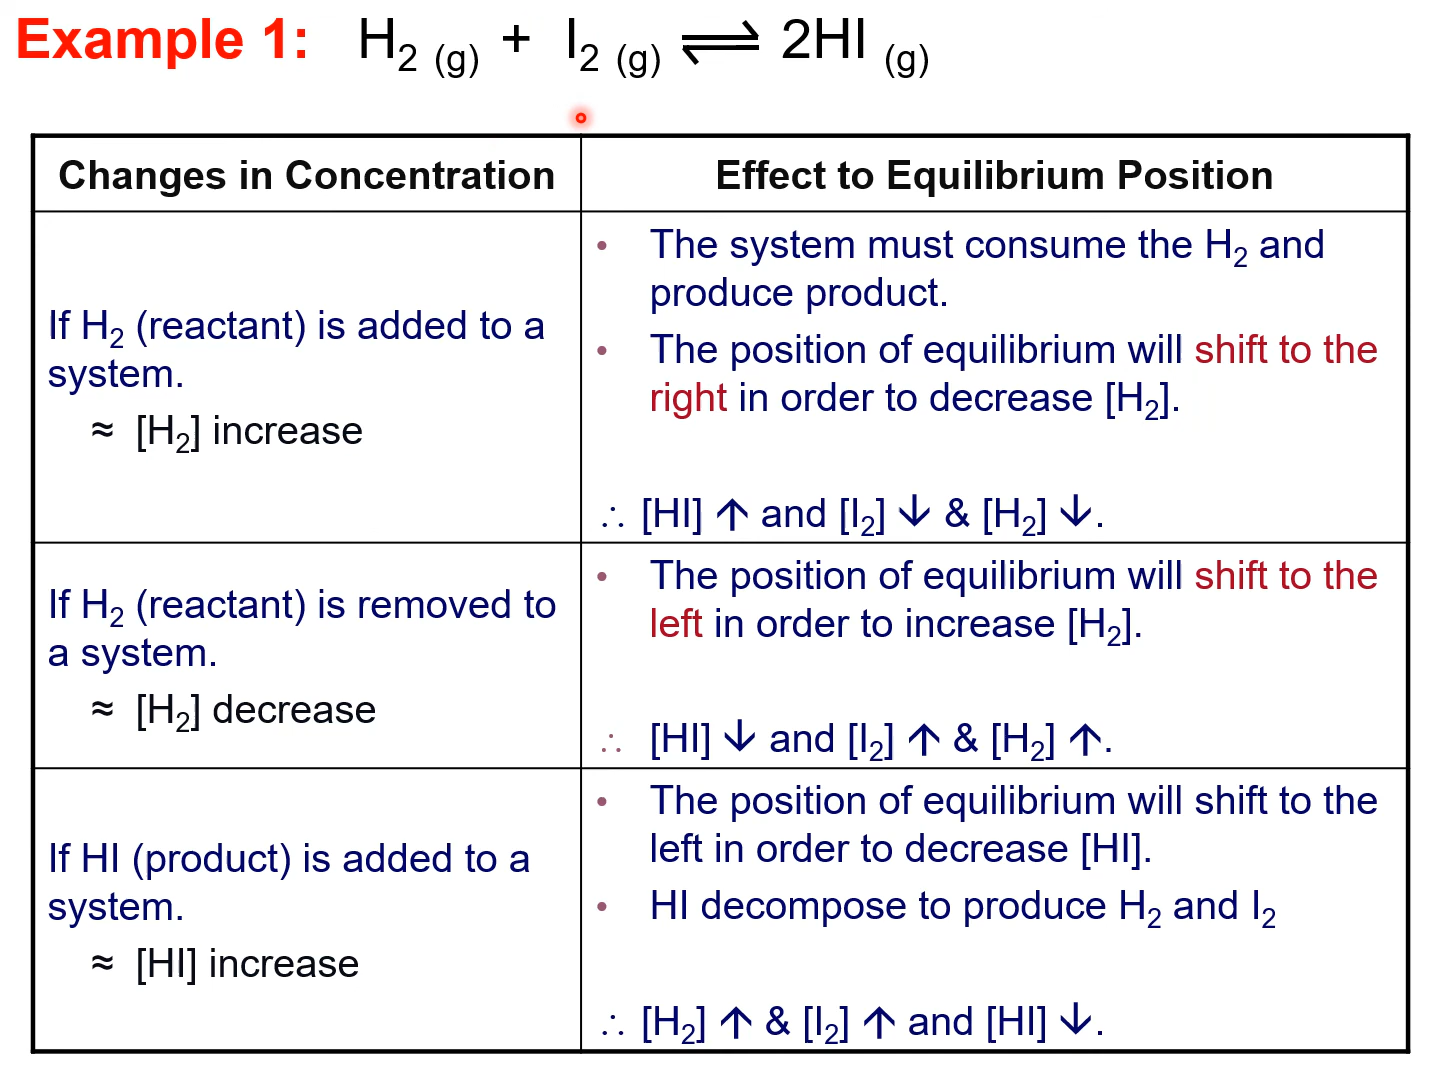 Example 1: H₂ (g) + I₂ (g) ⇌ 2HI (g)
Changes in Concentration
Effect to Equilibrium Position
If H₂ (reactant) is added to a
system.
≈ [H₂] increase
• The system must consume the H₂ and
produce product.
• The position of equilibrium will shift to the
right in order to decrease [H₂].
∴ [HI] ↑ and [I₂] ↓ & [H₂] ↓.
If H₂ (reactant) is removed to
a system.
≈ [H₂] decrease
• The position of equilibrium will shift to the
left in order to increase [H₂].
∴ [HI] ↓ and [I₂] ↑ & [H₂] ↑.
If HI (product) is added to a
system.
≈ [HI] increase
• The position of equilibrium will shift to the
left in order to decrease [HI].
• HI decompose to produce H₂ and I₂
∴ [H₂] ↑ & [I₂] ↑ and [HI] ↓.